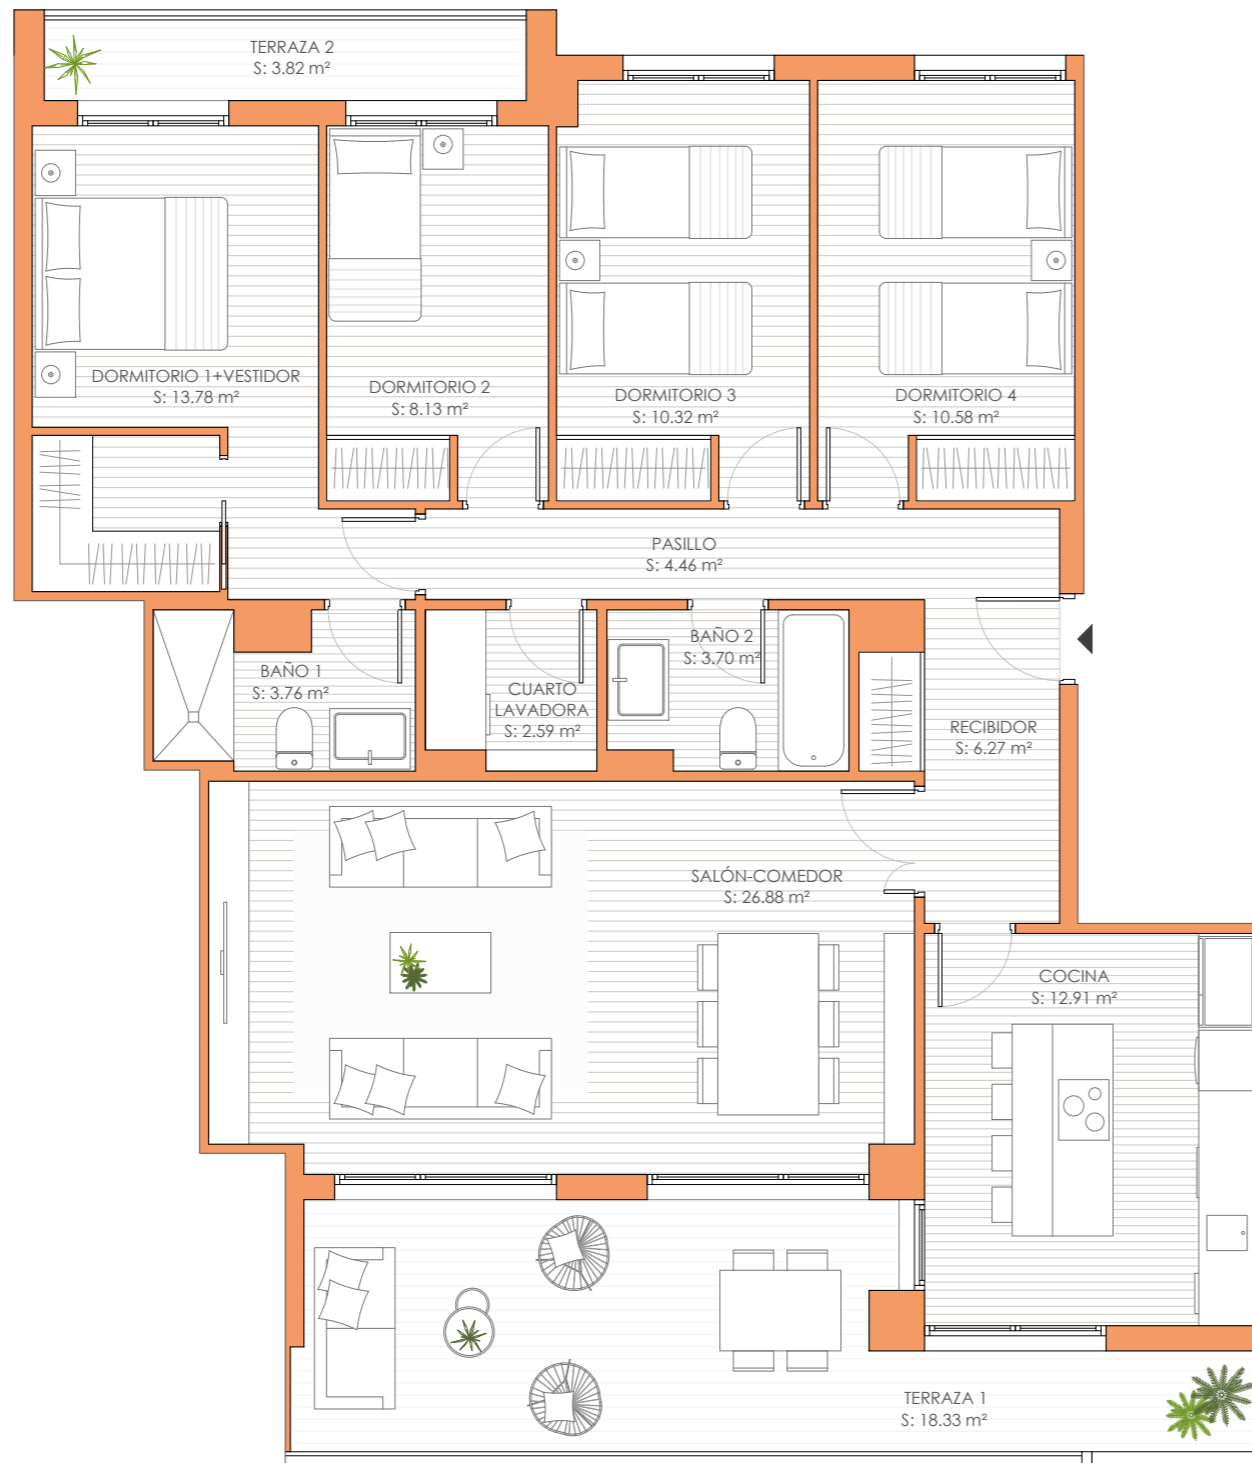 TERRAZA 2
S: 3.82 m²
DORMITORIO 1+VESTIDOR
S: 13.78 m²
DORMITORIO 2
S: 8.13 m²
DORMITORIO 3
S: 10.32 m²
DORMITORIO 4
S: 10.58 m²
PASILLO
S: 4.46 m²
BAÑO 1
S: 3.76 m²
CUARTO
LAVADORA
S: 2.59 m²
BAÑO 2
S: 3.70 m²
RECIBIDOR
S: 6.27 m²
SALÓN-COMEDOR
S: 26.88 m²
COCINA
S: 12.91 m²
TERRAZA 1
S: 18.33 m²